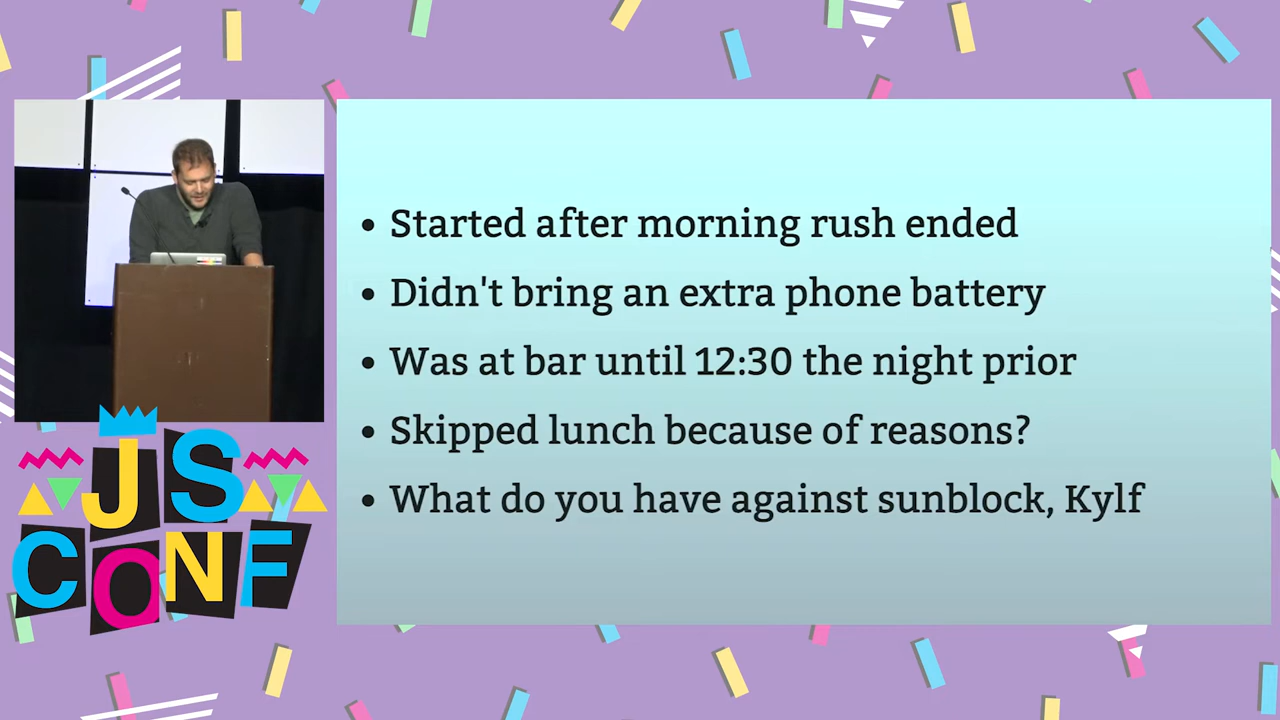 JS
CONF
• Started after morning rush ended
• Didn't bring an extra phone battery
• Was at bar until 12:30 the night prior
• Skipped lunch because of reasons?
• What do you have against sunblock, Kylf